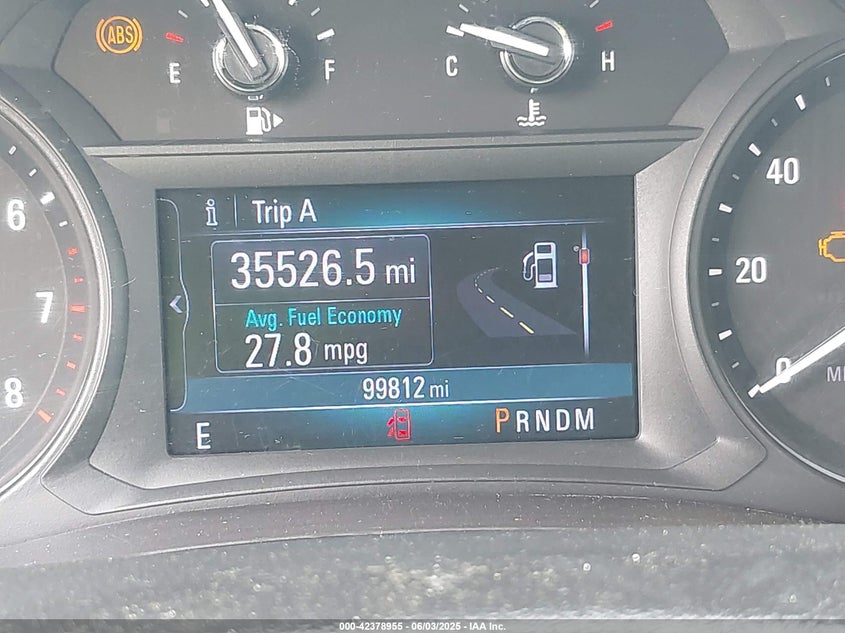 ABS
E F
C H
6
7
8
i Trip A
35526.5 mi
Avg. Fuel Economy
27.8 mpg
99812 mi
E PRNDM
40
20
0
000-42378955 - 06/03/2025 - IAA Inc.